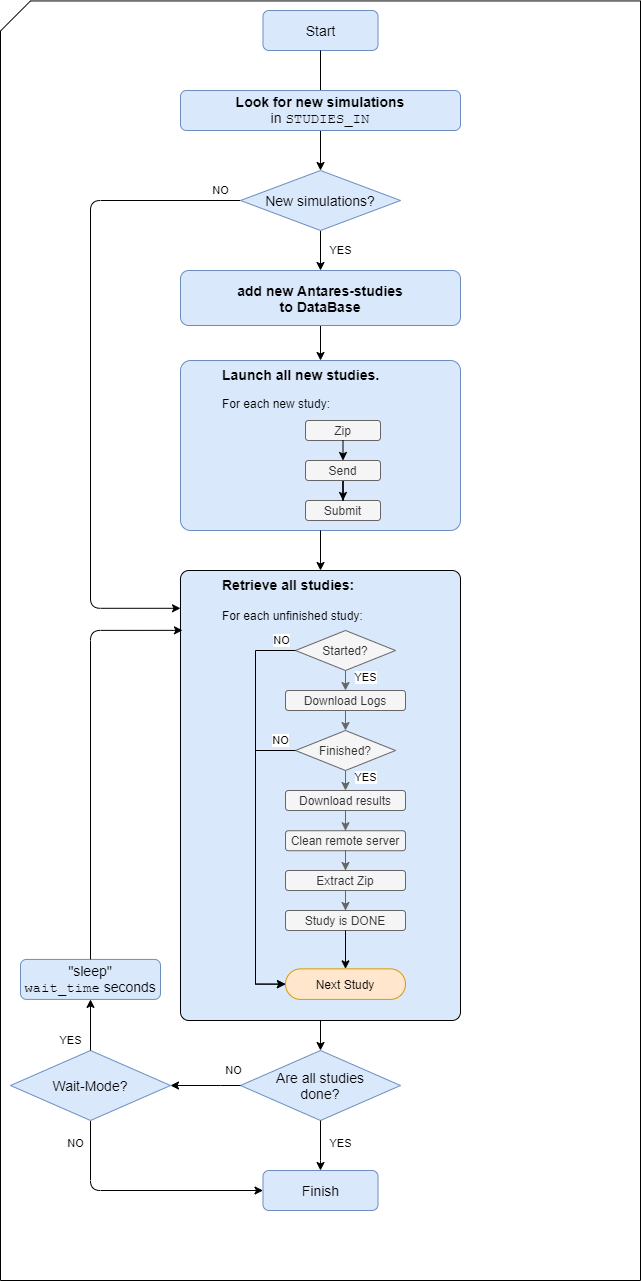 Start
Look for new simulations
in STUDIES_IN
New simulations?
NO
YES
add new Antares-studies
to DataBase
Launch all new studies.
For each new study:
Zip
Send
Submit
Retrieve all studies:
For each unfinished study:
NO
Started?
YES
Download Logs
NO
Finished?
YES
Download results
Clean remote server
Extract Zip
Study is DONE
Next Study
"sleep"
wait_time seconds
YES
Wait-Mode?
NO
Are all studies
done?
NO
YES
Finish